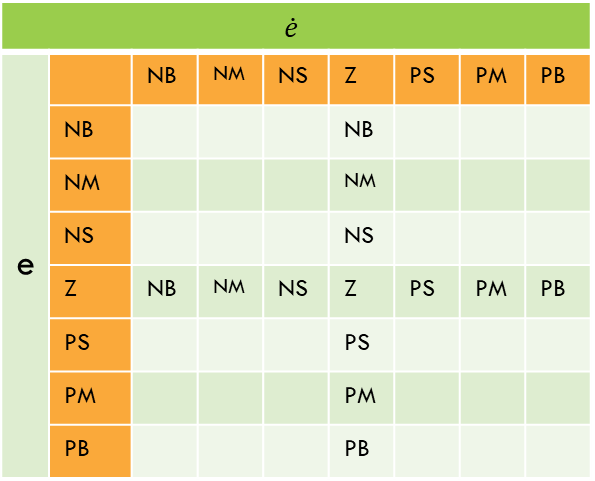 ė
NB NM NS Z PS PM PB
NB NB
NM NM
NS NS
e
Z NB NM NS Z PS PM PB
PS PS
PM PM
PB PB